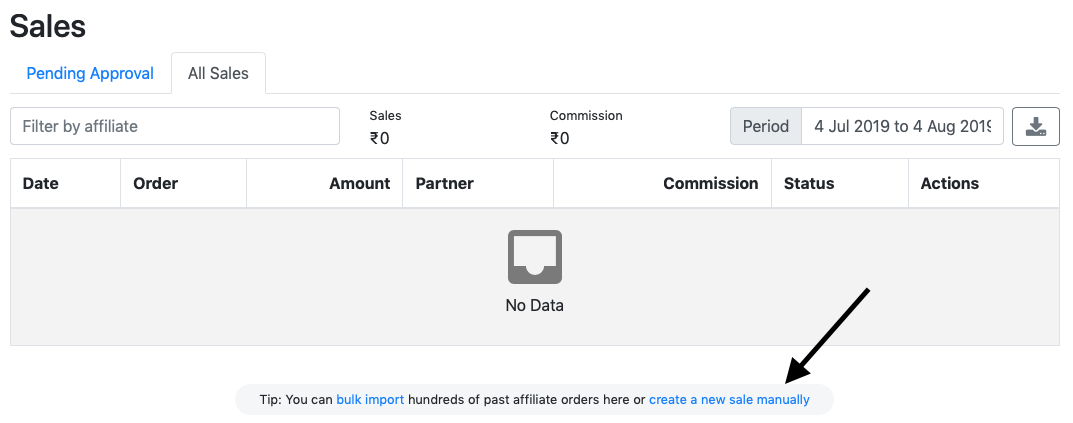 Sales
Pending Approval
All Sales
Filter by affiliate
Sales
₹0
Commission
₹0
Period
4 Jul 2019 to 4 Aug 2019
Date Order Amount Partner Commission Status Actions
No Data
Tip: You can bulk import hundreds of past affiliate orders here or create a new sale manually